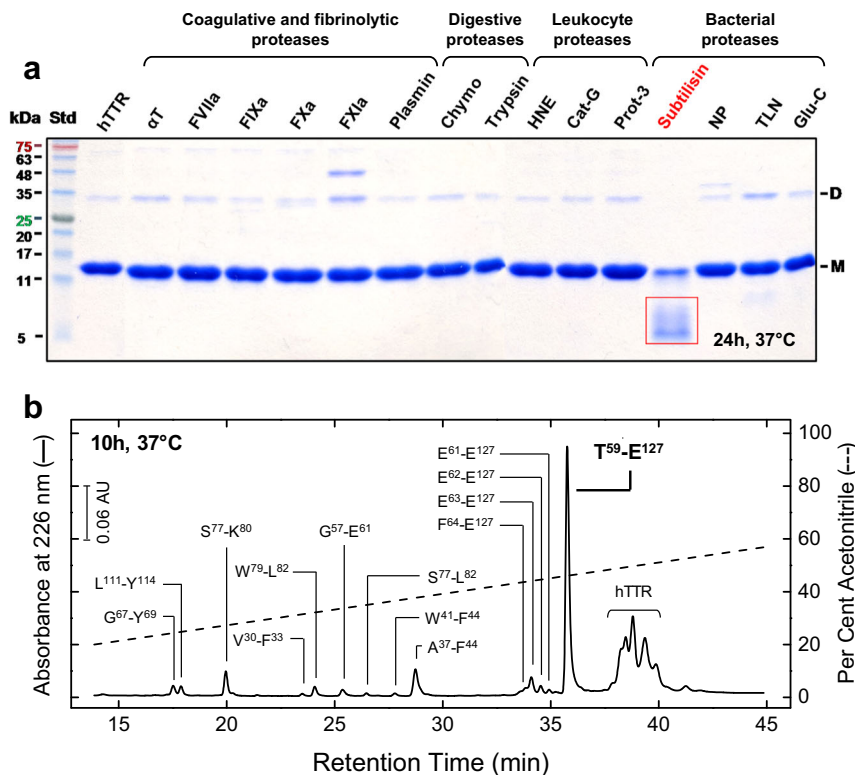 Coagulative and fibrinolytic proteases
Digestive proteases
Leukocyte proteases
Bacterial proteases
a
kDa Std hTTR αT FVIIa FIXa FXa FXIa Plasmin Chymo Trypsin HNE Cat-G Prot-3 Subtilisin NP TLN Glu-C
75
63
48
35
25
20
17
11
5
D
M
24h, 37°C
b
10h, 37°C
Absorbance at 226 nm (—)
0.06 AU
L¹¹¹-Y¹¹⁴
G⁶⁷-Y⁶⁹
S⁷⁷-K⁸⁰
W⁷⁹-L⁸²
V³⁰-F³³
G⁵⁷-E⁶¹
S⁷⁷-L⁸²
W⁴¹-F⁴⁴
A³⁷-F⁴⁴
E⁶¹-E¹²⁷
E⁶²-E¹²⁷
E⁶³-E¹²⁷
F⁶⁴-E¹²⁷
T⁵⁹-E¹²⁷
hTTR
100
80
60
40
20
0
Per Cent Acetonitrile (---)
15 20 25 30 35 40 45
Retention Time (min)